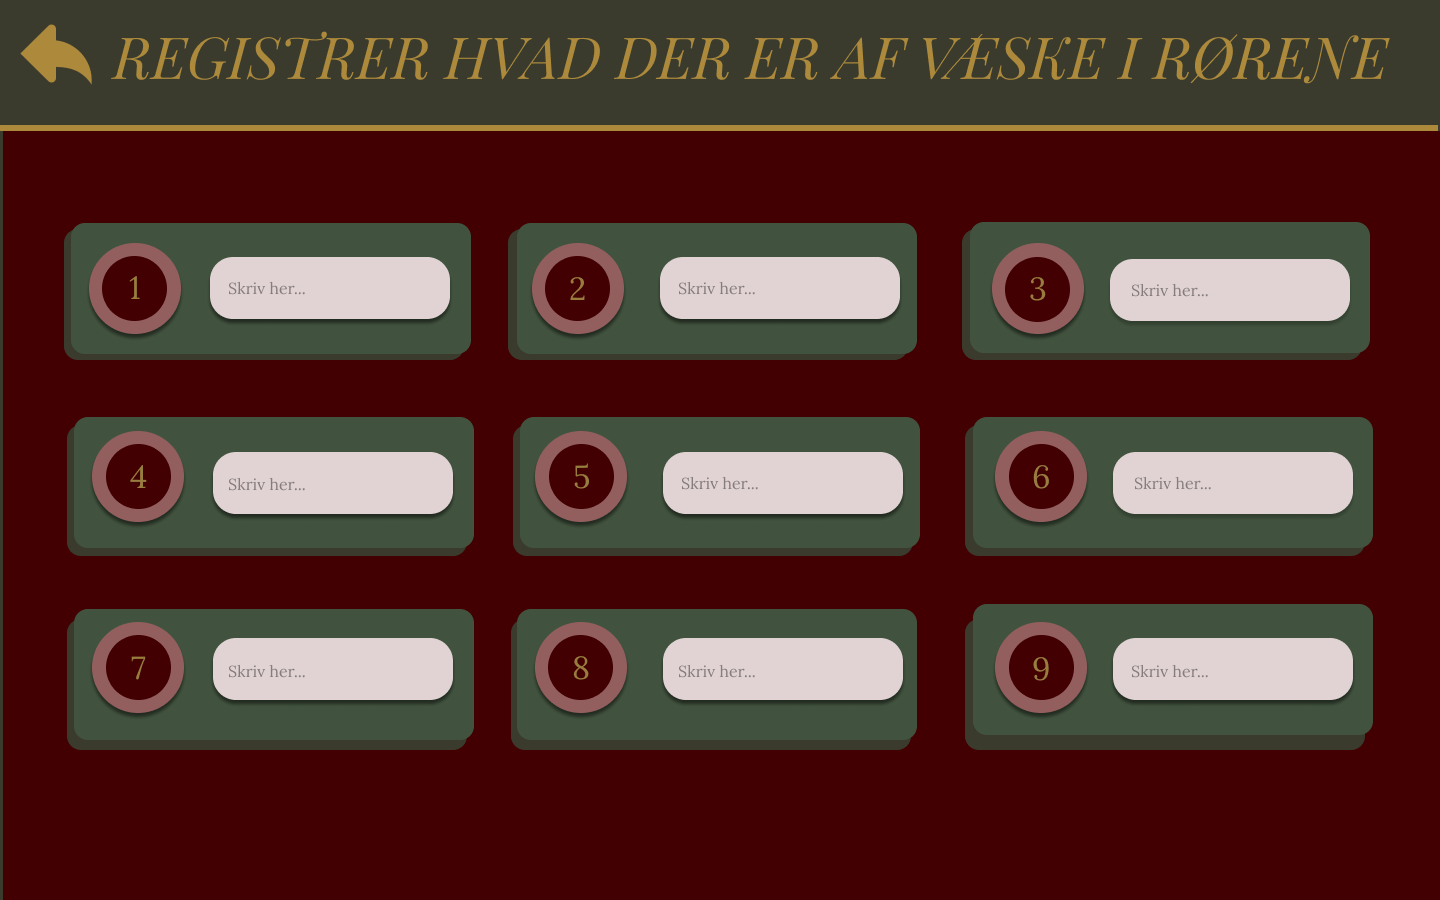 REGISTRER HVAD DER ER AF VÆSKE I RØRENE
1 Skriv her... 2 Skriv her... 3 Skriv her...
4 Skriv her... 5 Skriv her... 6 Skriv her...
7 Skriv her... 8 Skriv her... 9 Skriv her...